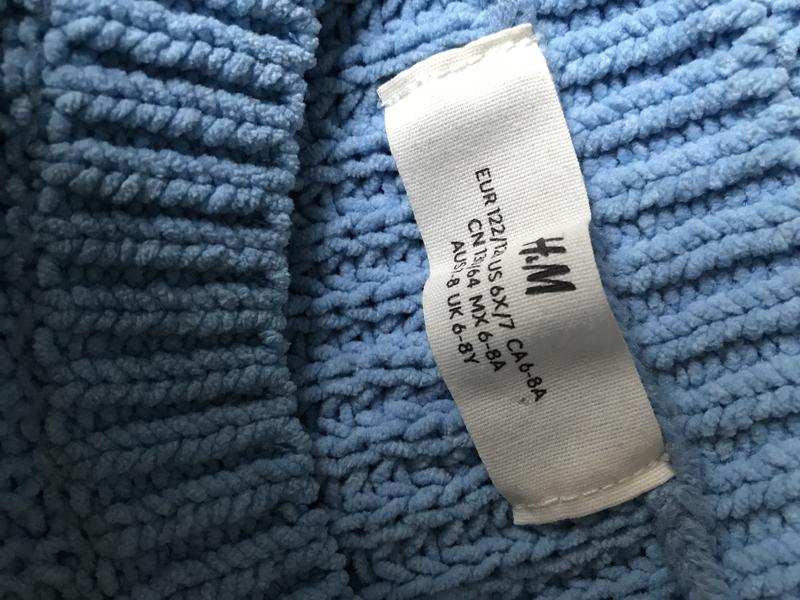 H&M
EUR 122/ US 6X/7 CA 6-8A
CN 130/64 MX 6-8A
AUS -8 UK 6-8Y